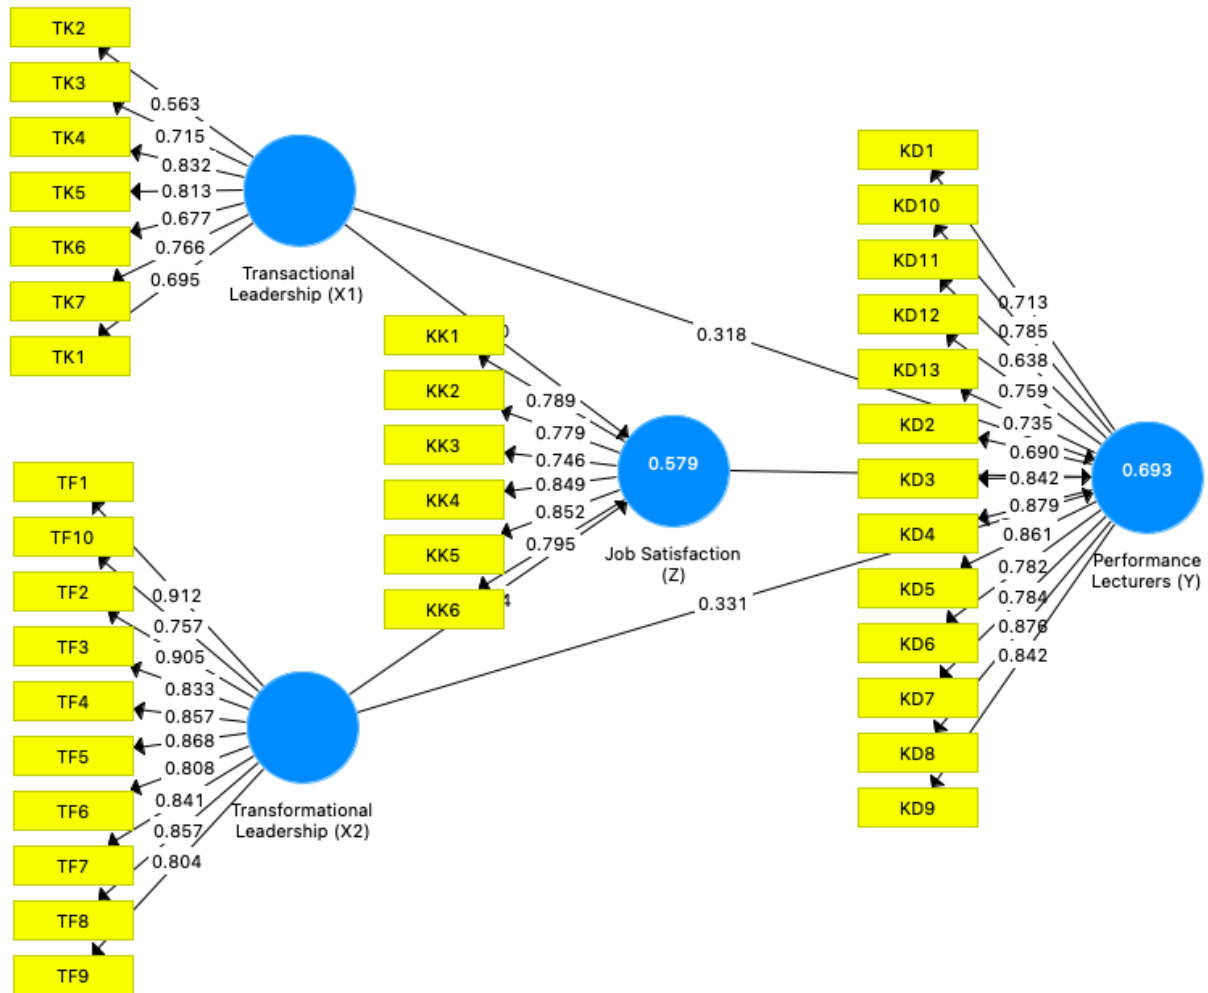 TK2
TK3
TK4
TK5
TK6
TK7
TK1
0.563
0.715
0.832
0.813
0.677
0.766
0.695
Transactional
Leadership (X1)
TF1
TF10
TF2
TF3
TF4
TF5
TF6
TF7
TF8
TF9
0.912
0.757
0.905
0.833
0.857
0.868
0.808
0.841
0.857
0.804
Transformational
Leadership (X2)
KK1
KK2
KK3
KK4
KK5
KK6
0.789
0.779
0.746
0.849
0.852
0.795
0.579
Job Satisfaction
(Z)
0.318
0.331
KD1
KD10
KD11
KD12
KD13
KD2
KD3
KD4
KD5
KD6
KD7
KD8
KD9
0.713
0.785
0.638
0.759
0.735
0.690
0.842
0.879
0.861
0.782
0.784
0.876
0.842
0.693
Performance
Lecturers (Y)